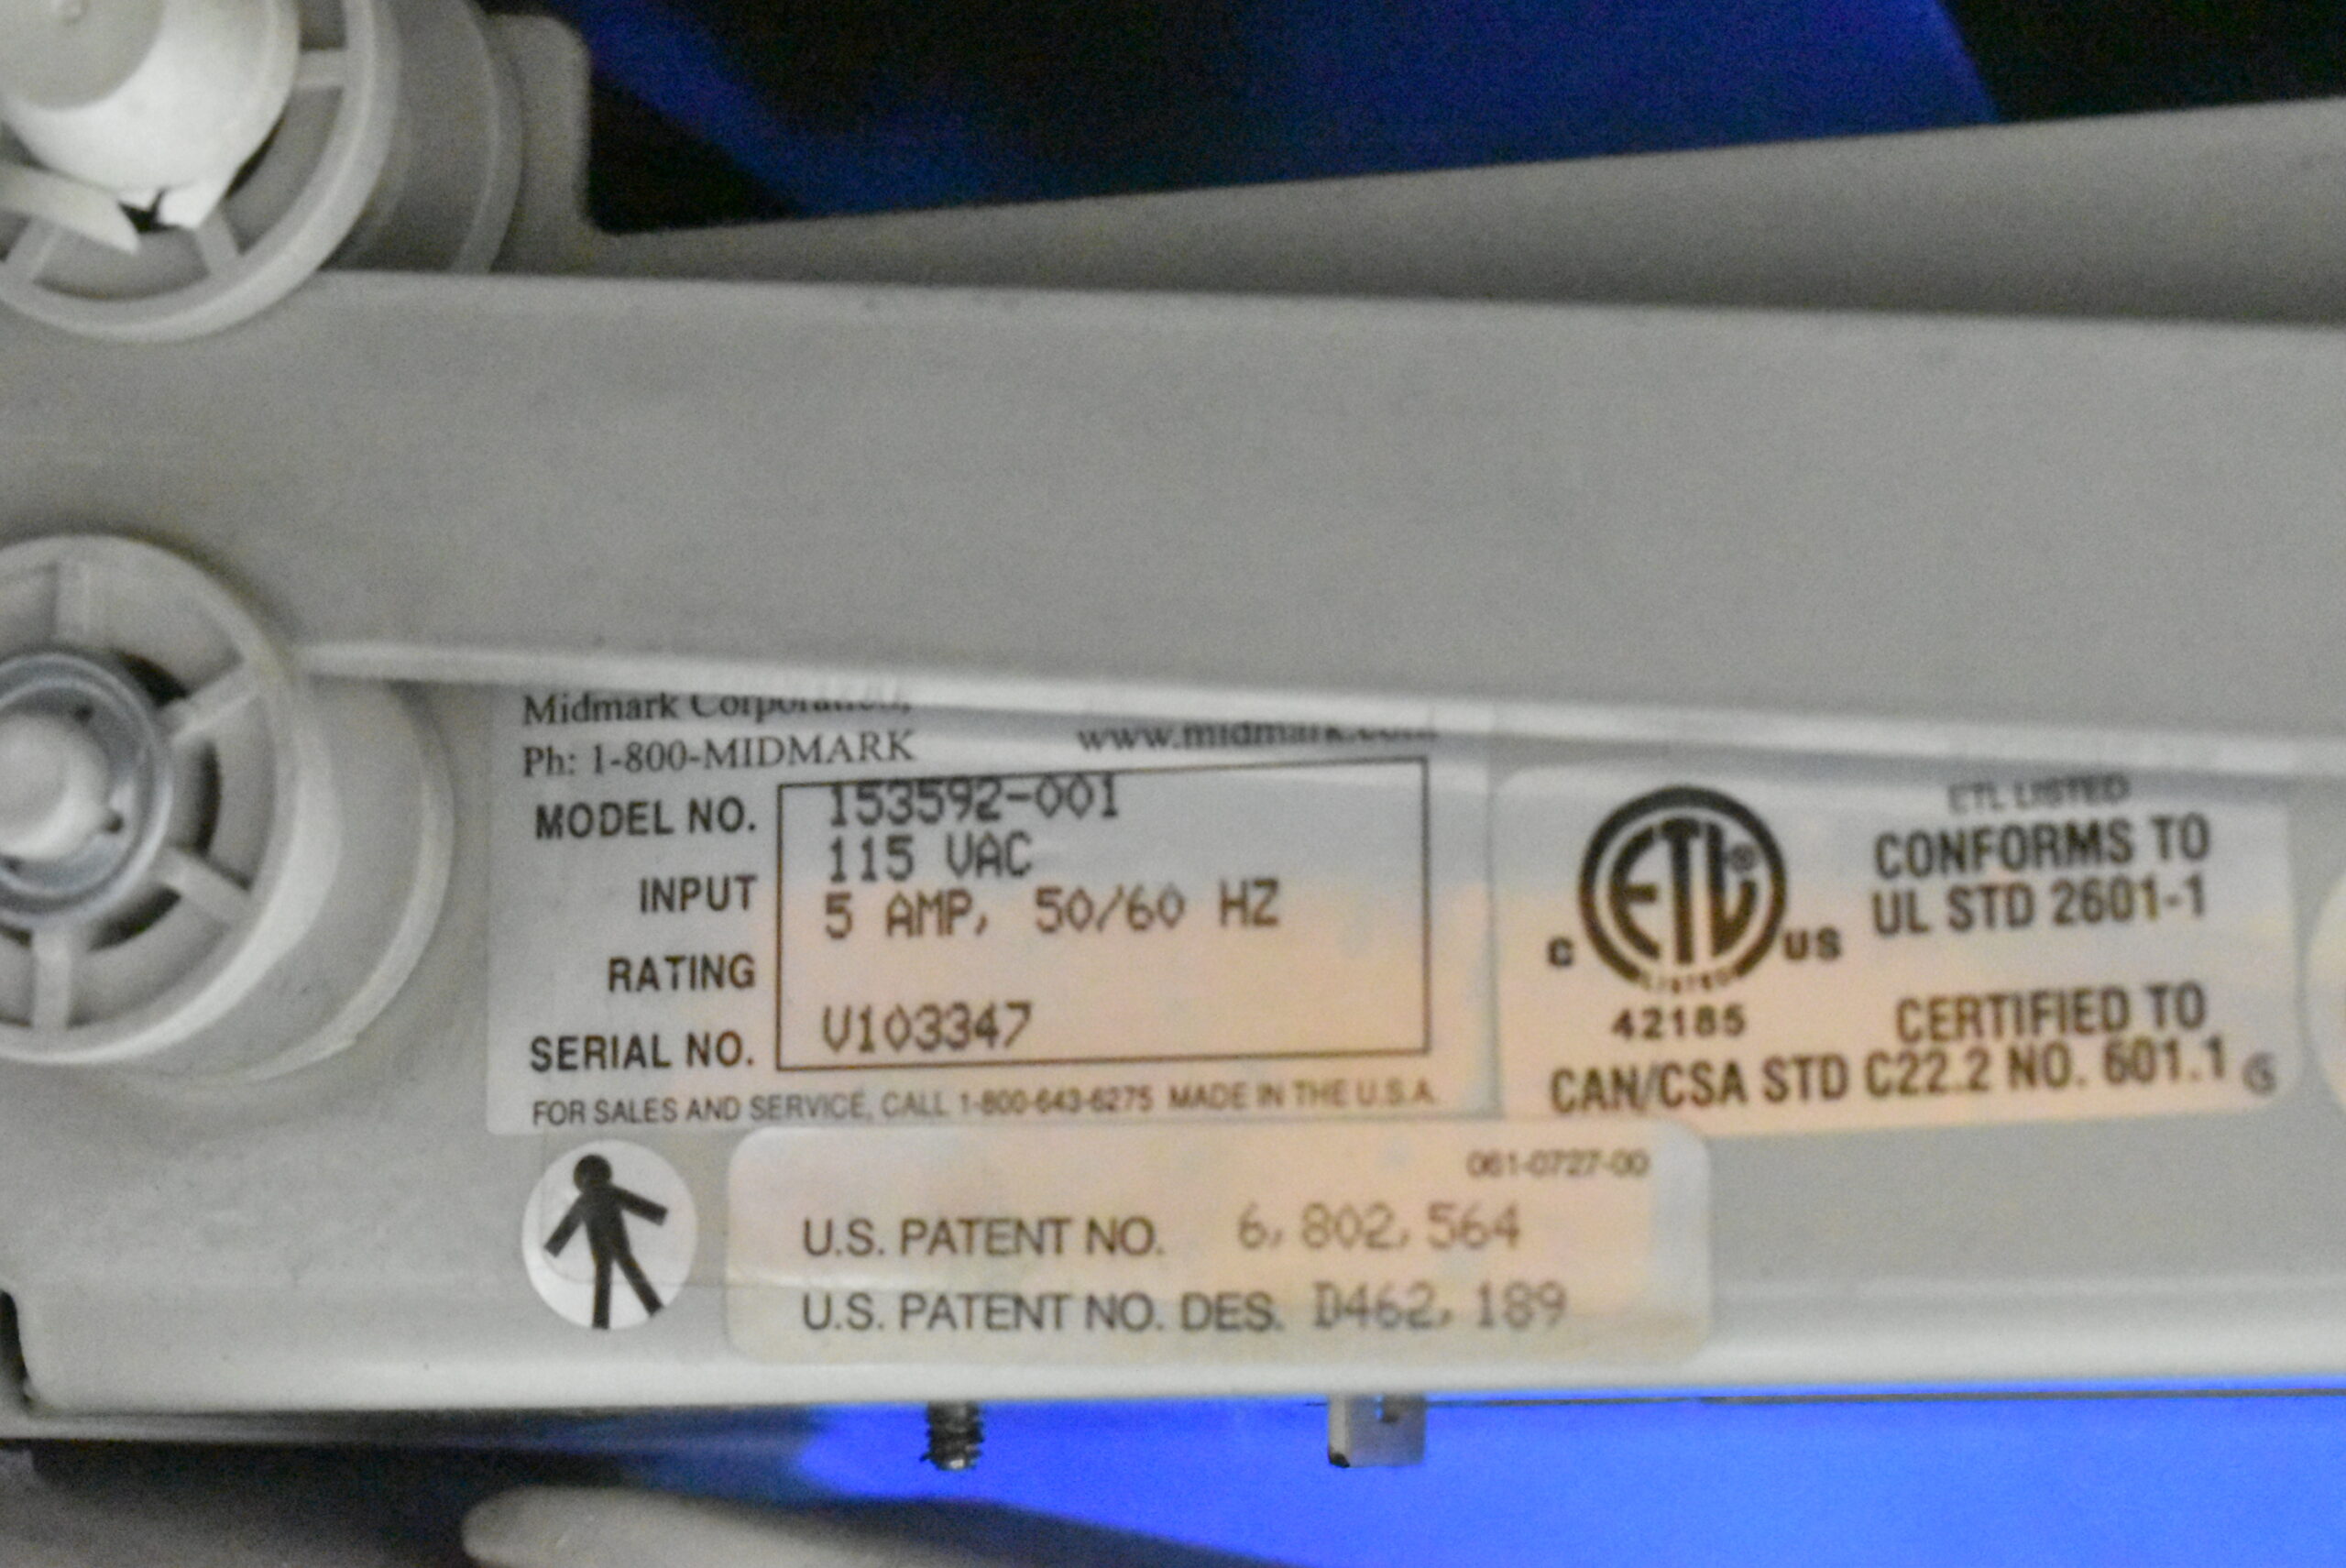 Midmark Corporation,
Ph: 1-800-MIDMARK
www.midmark.com
MODEL NO. 153592-001
115 VAC
INPUT
5 AMP, 50/60 HZ
RATING
SERIAL NO. V103347
FOR SALES AND SERVICE, CALL 1-800-643-6275 MADE IN THE U.S.A.
ETL LISTED
CONFORMS TO
UL STD 2601-1
C ETL® US
LISTED
42185
CERTIFIED TO
CAN/CSA STD C22.2 NO. 601.1
061-0727-00
U.S. PATENT NO. 6,802,564
U.S. PATENT NO. DES. D462,189